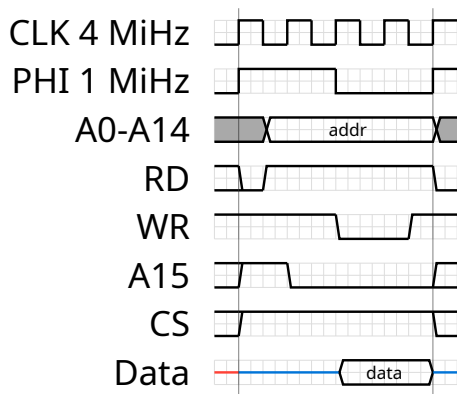 CLK 4 MiHz
PHI 1 MiHz
A0-A14 addr
RD
WR
A15
CS
Data data